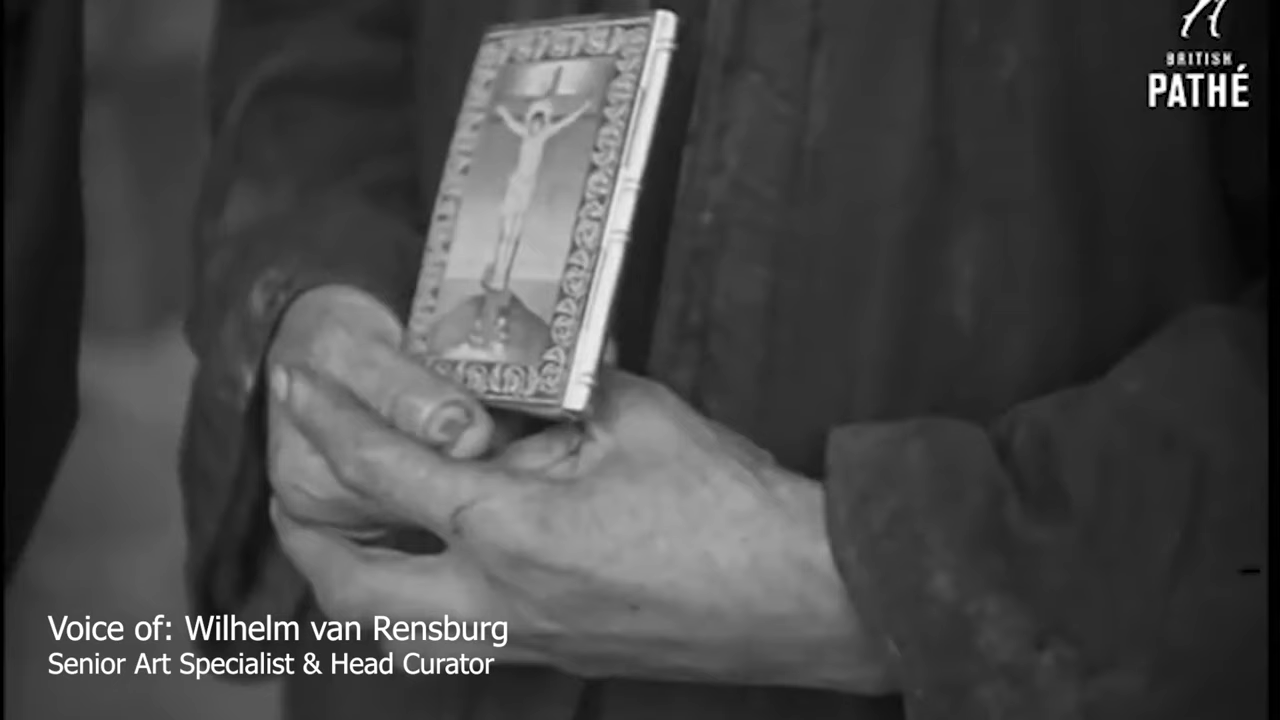 BRITISH
PATHÉ
Voice of: Wilhelm van Rensburg
Senior Art Specialist & Head Curator